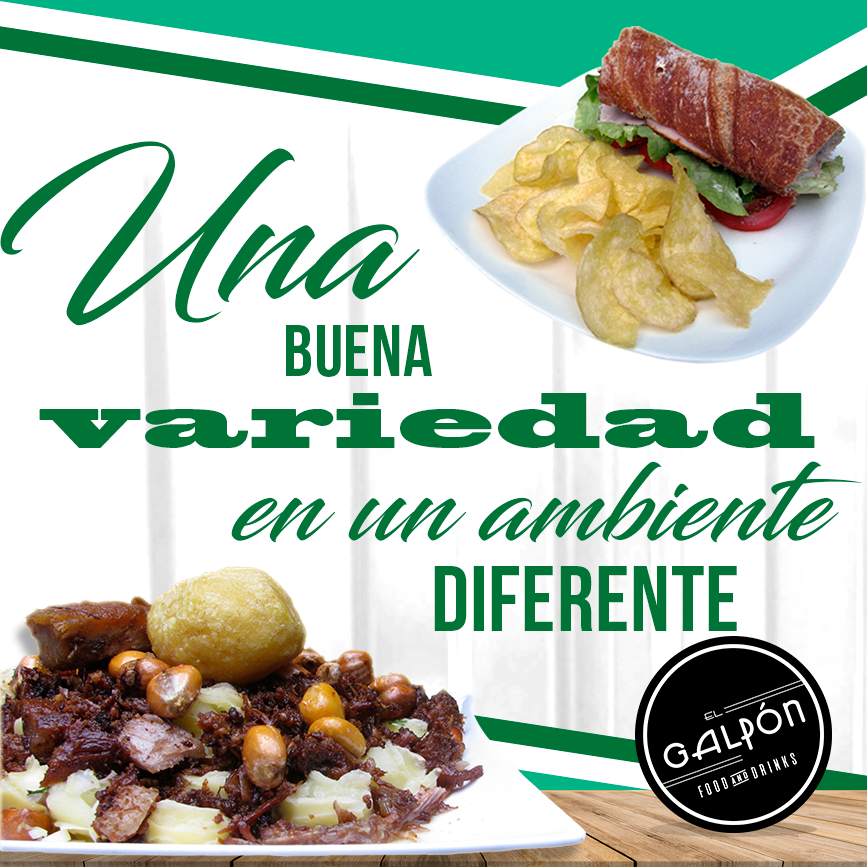 Una
BUENA
variedad
en un ambiente
DIFERENTE
EL
GALPÓN
FOOD AND DRINKS